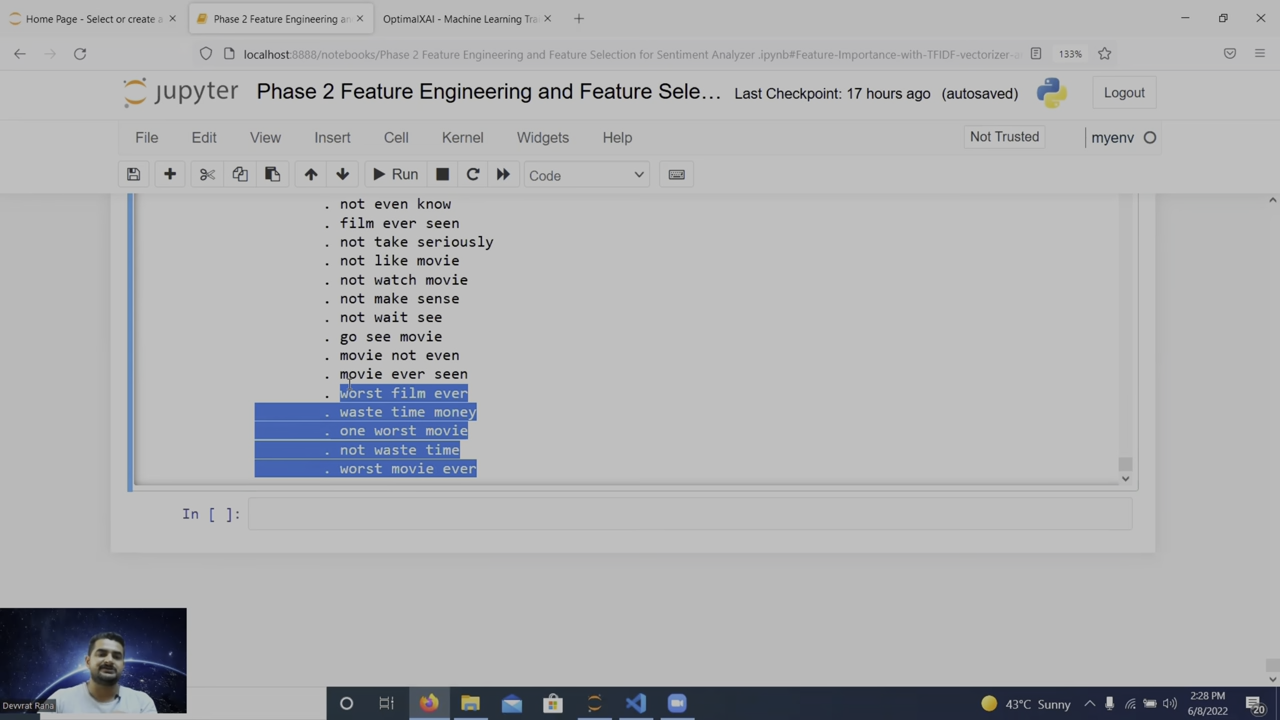 Home Page - Select or create a
Phase 2 Feature Engineering an
OptimalXAI - Machine Learning Tra
localhost:8888/notebooks/Phase 2 Feature Engineering and Feature Selection for Sentiment Analyzer .ipynb#Feature-Importance-with-TFIDF-vectorizer-a
133%
jupyter
Phase 2 Feature Engineering and Feature Sele...
Last Checkpoint: 17 hours ago (autosaved)
Logout
File Edit View Insert Cell Kernel Widgets Help
Not Trusted
myenv
Run
Code
. not even know
. film ever seen
. not take seriously
. not like movie
. not watch movie
. not make sense
. not wait see
. go see movie
. movie not even
. movie ever seen
. worst film ever
. waste time money
. one worst movie
. not waste time
. worst movie ever
In [ ]:
Devvrat Rana
43°C Sunny
2:28 PM
6/8/2022
20